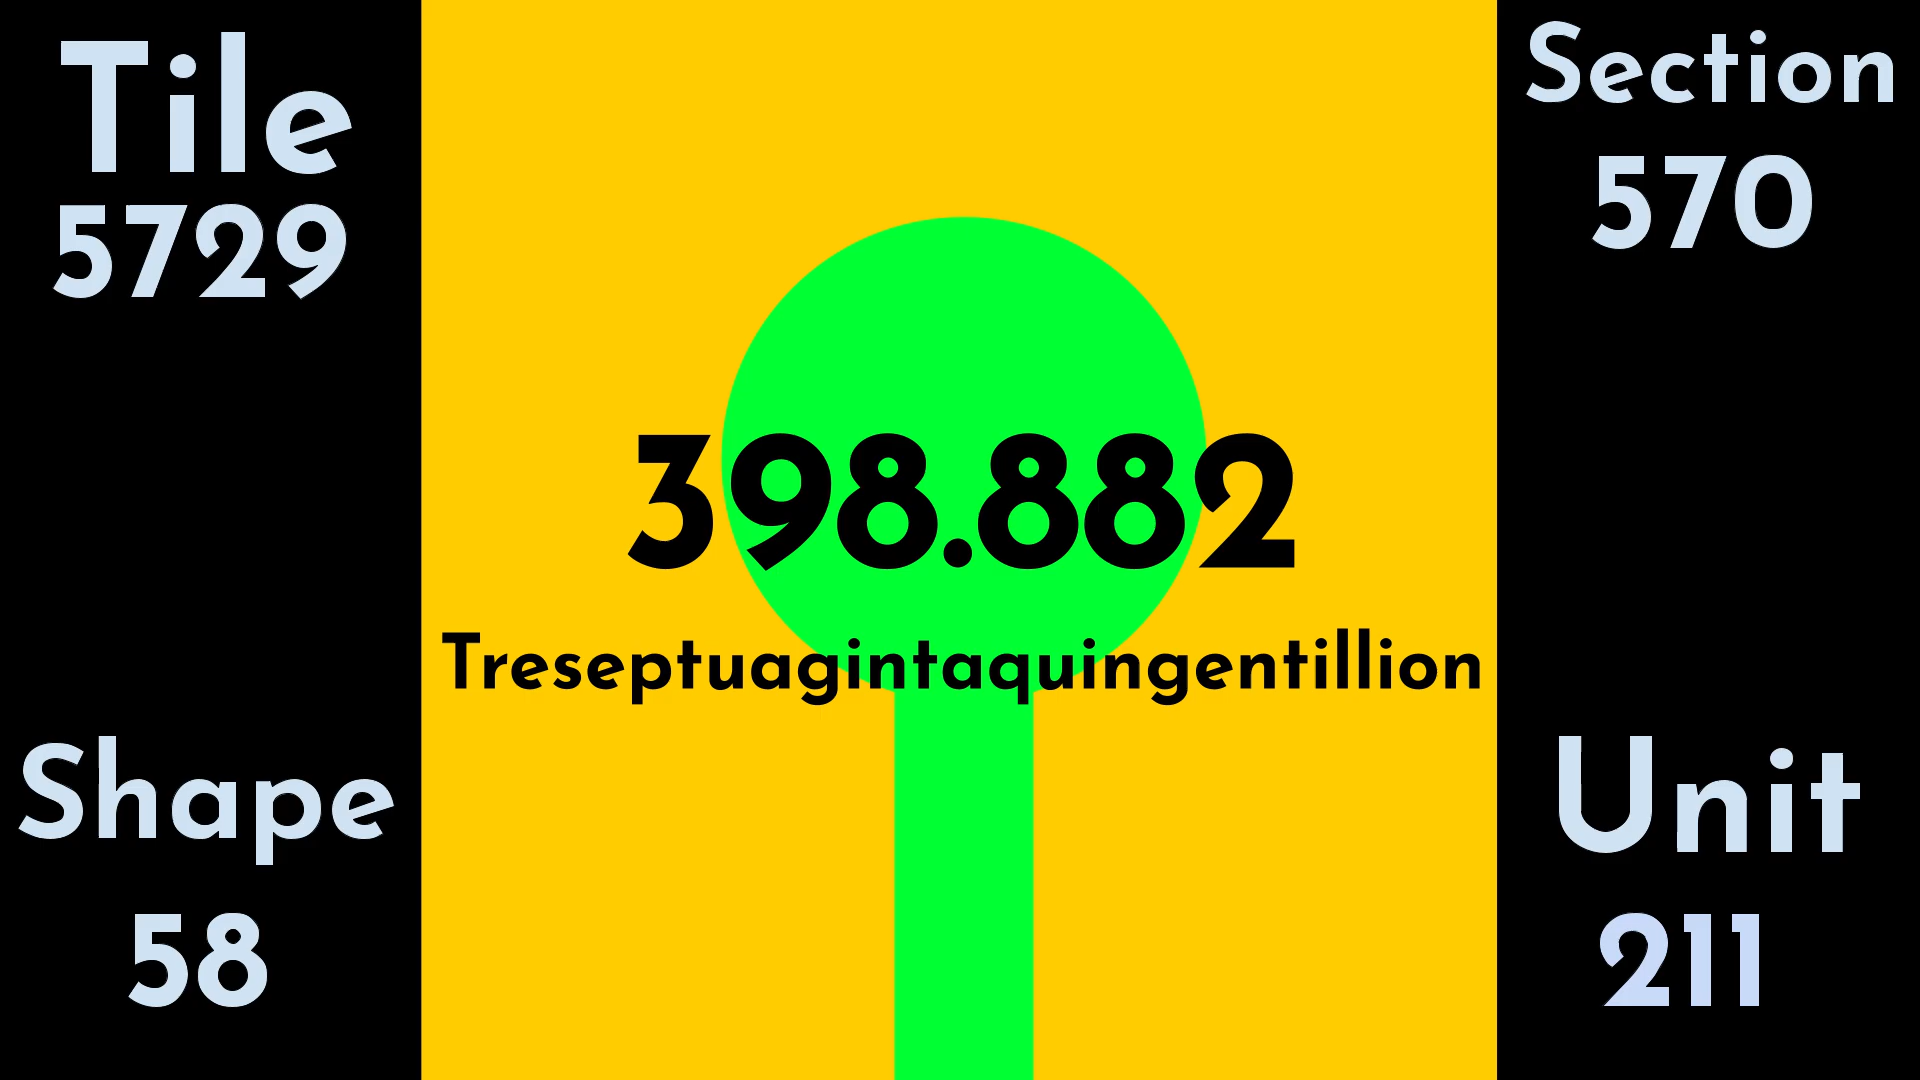 Tile
5729
Section
570
398.882
Treseptuagintaquingentillion
Shape
58
Unit
211